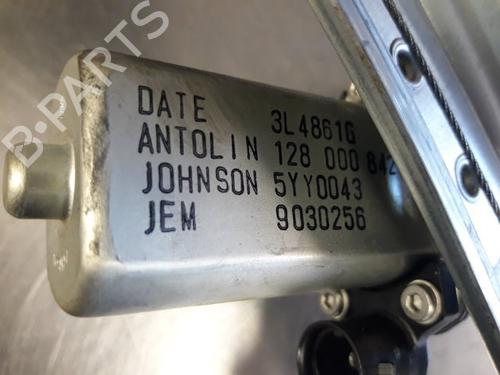 B-PARTS
DATE 3L4861G
ANTOLIN 128 000 842
JOHNSON 5YY0043
JEM 9030256